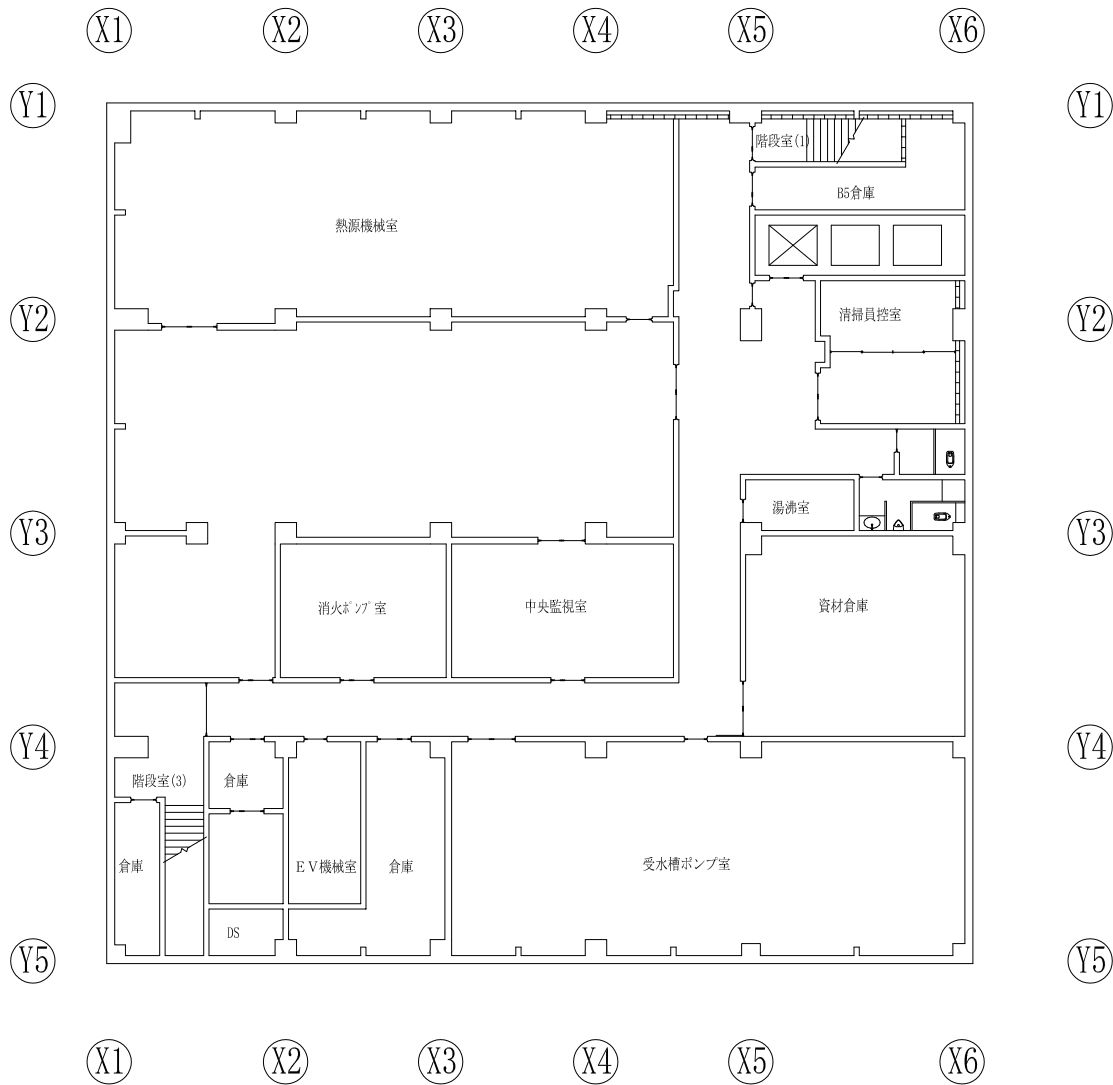 X1 X2 X3 X4 X5 X6
Y1 Y1
階段室(1)
B5倉庫
熱源機械室
Y2 Y2
清掃員控室
湯沸室
Y3 Y3
消火ポンプ室
中央監視室
資材倉庫
Y4 Y4
階段室(3)
倉庫
倉庫
EV機械室
倉庫
受水槽ポンプ室
DS
Y5 Y5
X1 X2 X3 X4 X5 X6